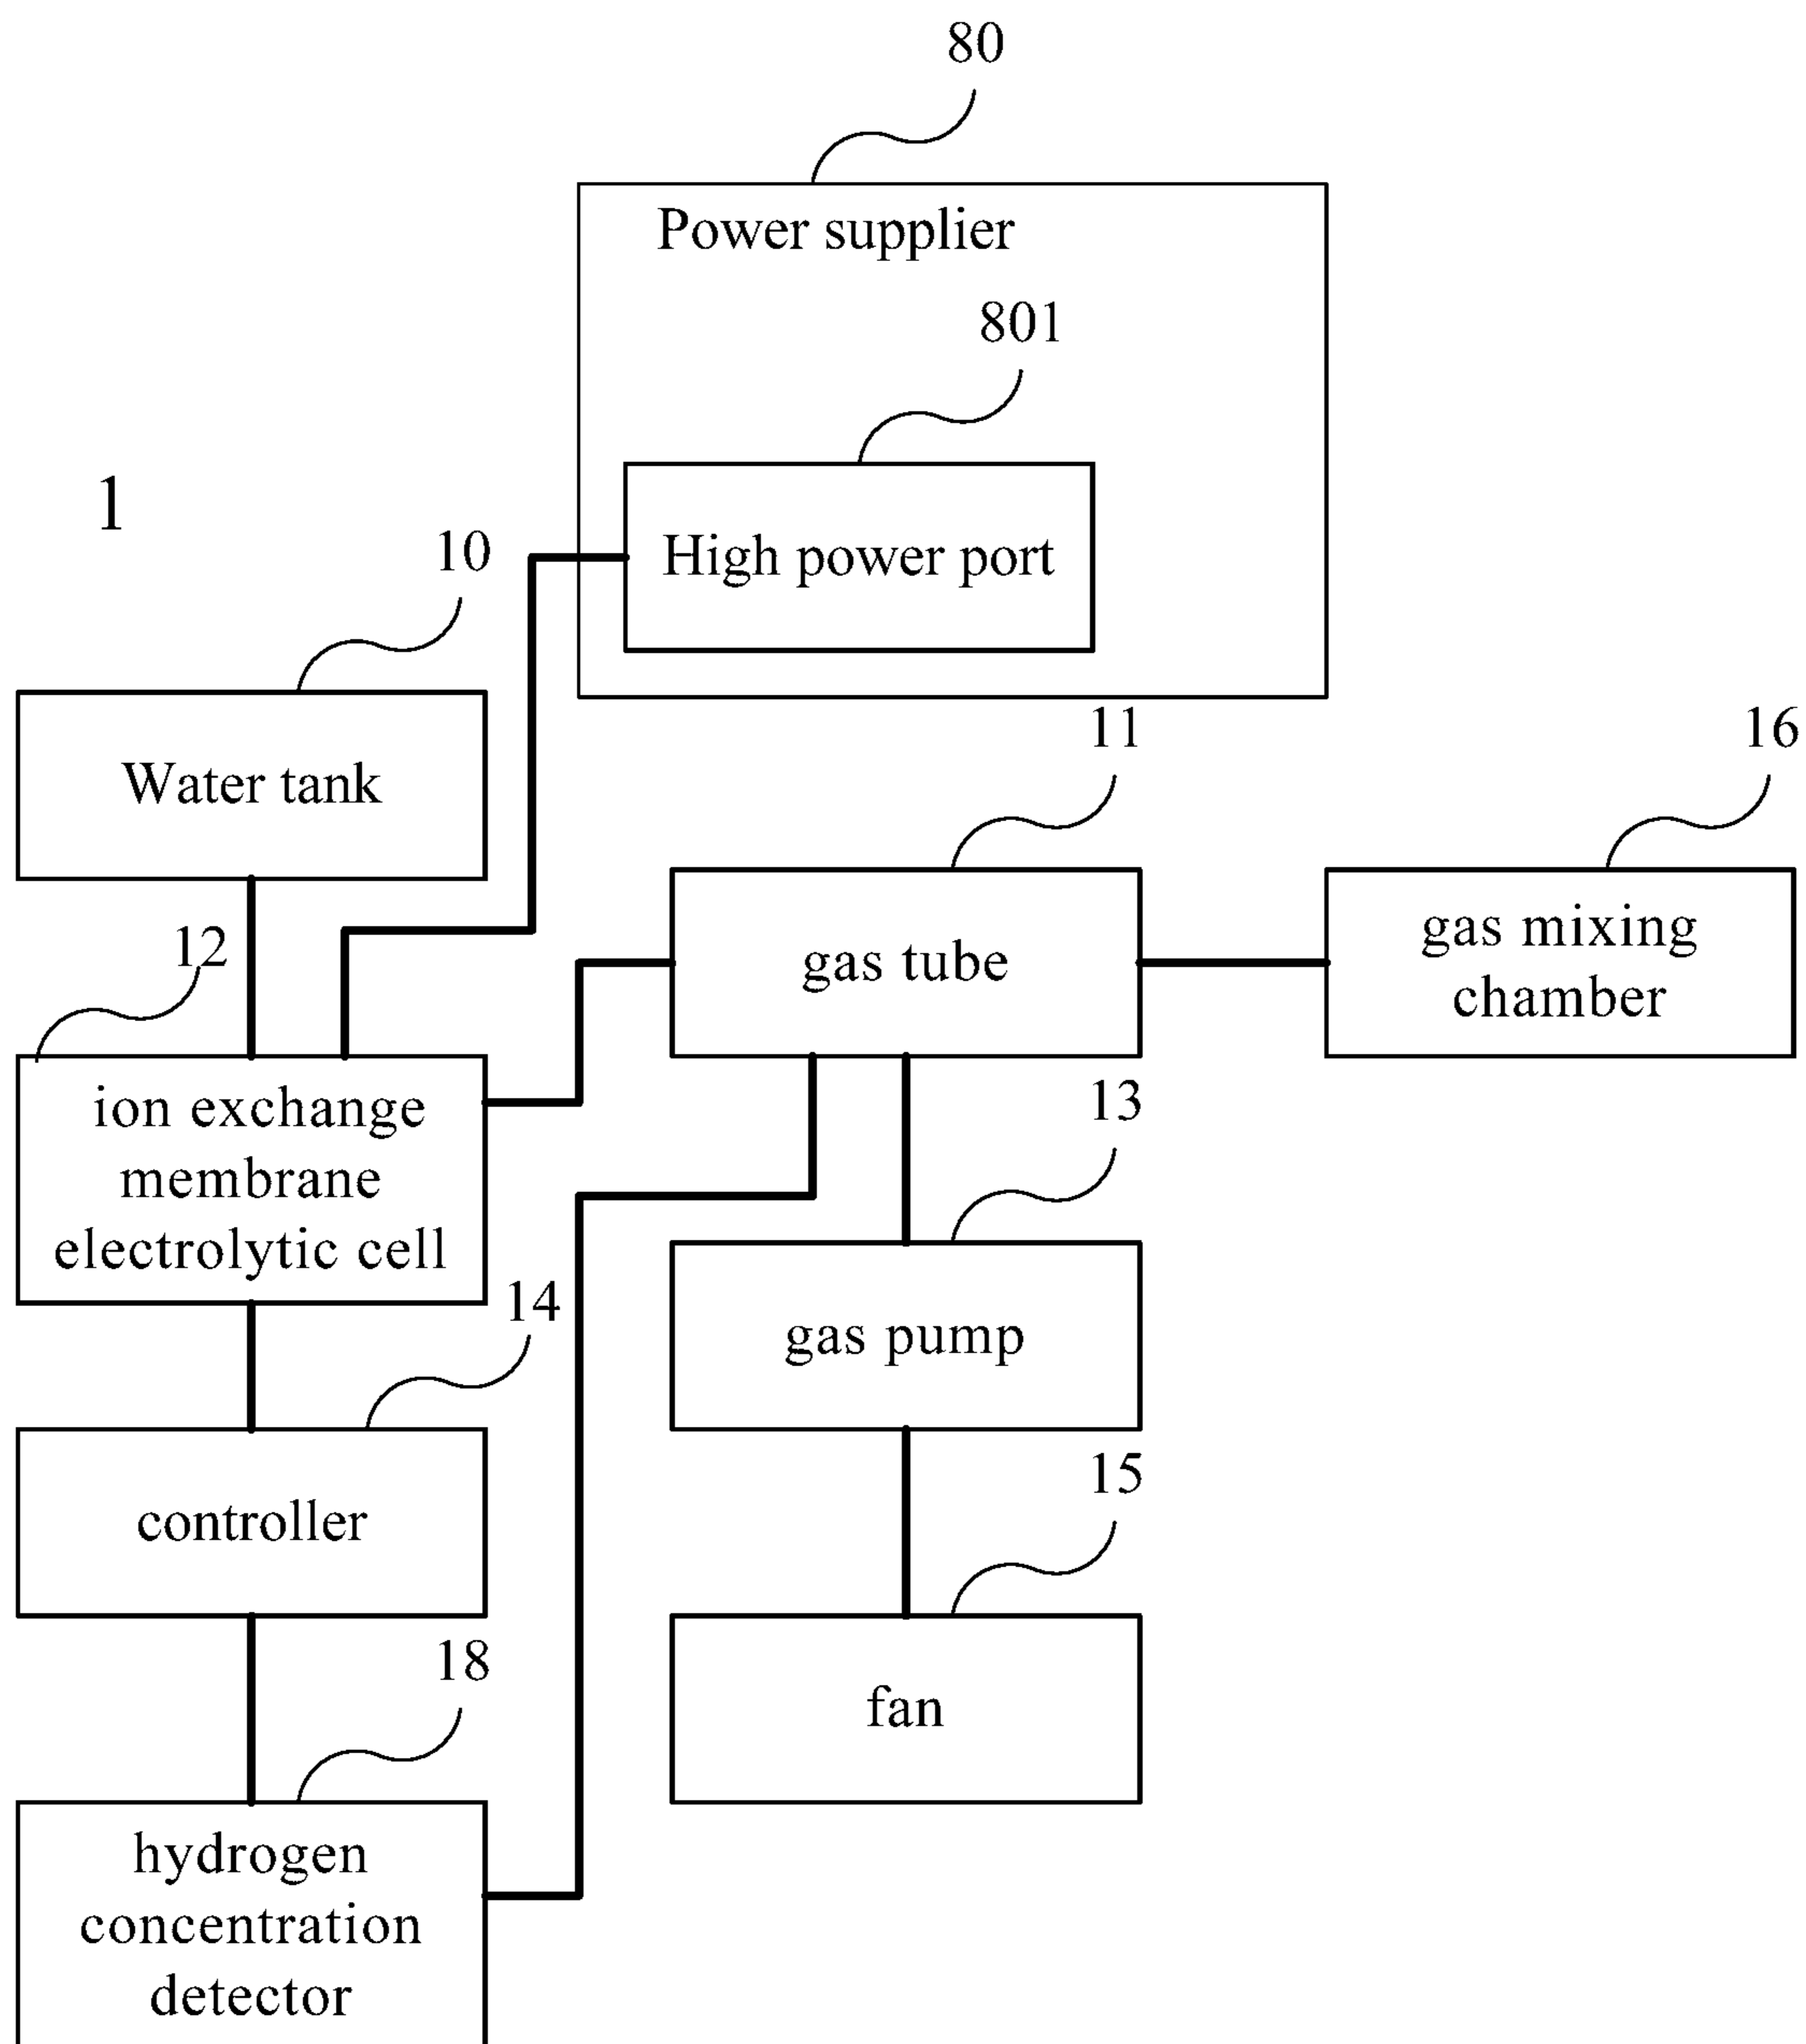 80
Power supplier
801
High power port
1
10
Water tank
11
16
12
gas tube
gas mixing
chamber
ion exchange
membrane
electrolytic cell
13
gas pump
14
controller
15
fan
18
hydrogen
concentration
detector